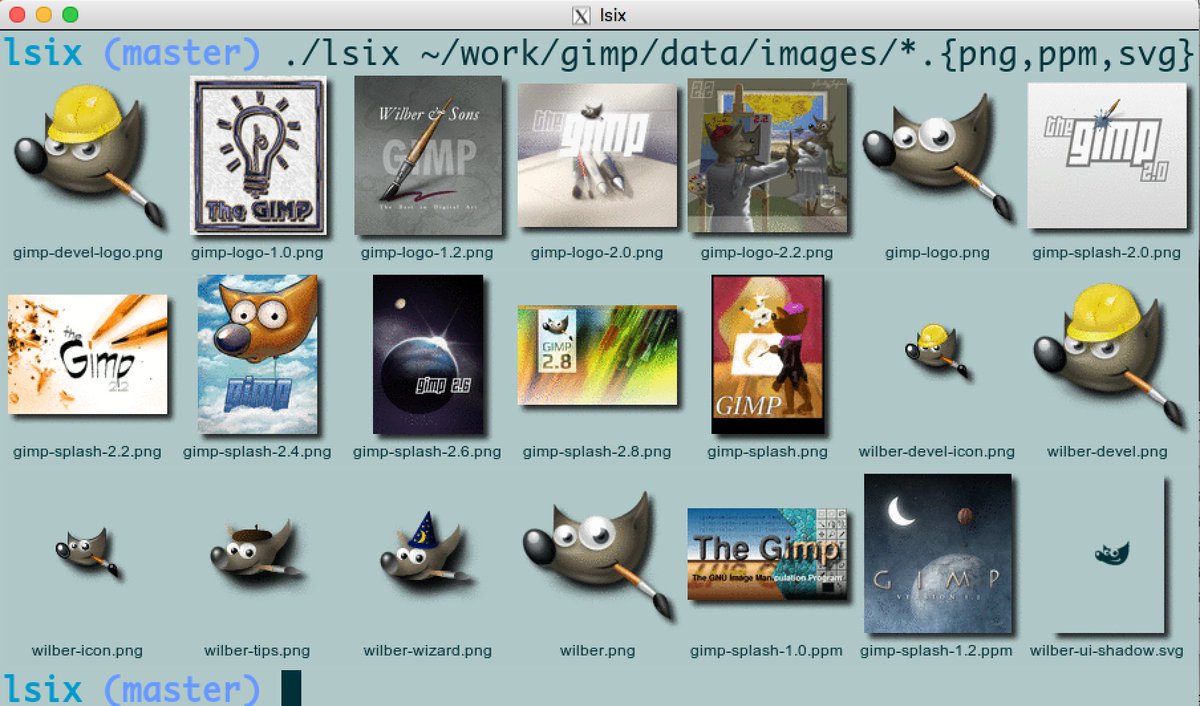 lsix
lsix (master) ./lsix ~/work/gimp/data/images/*.{png,ppm,svg}
The GIMP
Wilber & Sons
GIMP
The Best in Digital Art
the gimp
2.2
the gimp 2.0
gimp-devel-logo.png gimp-logo-1.0.png gimp-logo-1.2.png gimp-logo-2.0.png gimp-logo-2.2.png gimp-logo.png gimp-splash-2.0.png
the Gimp 2.2
gimp
gimp 2.6
GIMP 2.8
GIMP
gimp-splash-2.2.png gimp-splash-2.4.png gimp-splash-2.6.png gimp-splash-2.8.png gimp-splash.png wilber-devel-icon.png wilber-devel.png
The Gimp
The GNU Image Manipulation Program
GIMP
VERSION 1.2
wilber-icon.png wilber-tips.png wilber-wizard.png wilber.png gimp-splash-1.0.ppm gimp-splash-1.2.ppm wilber-ui-shadow.svg
lsix (master)